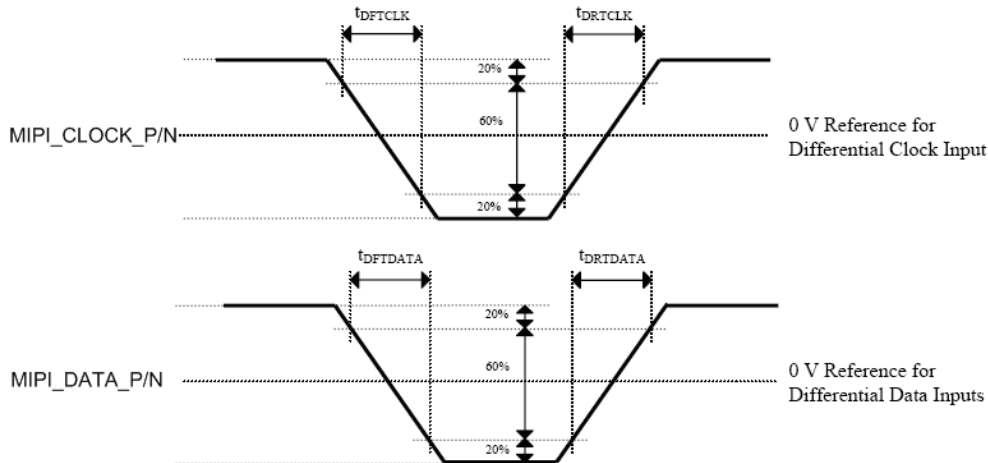 tDFTCLK
tDRTCLK
20%
60%
20%
MIPI_CLOCK_P/N
0 V Reference for
Differential Clock Input
tDFTDATA
tDRTDATA
20%
60%
20%
MIPI_DATA_P/N
0 V Reference for
Differential Data Inputs